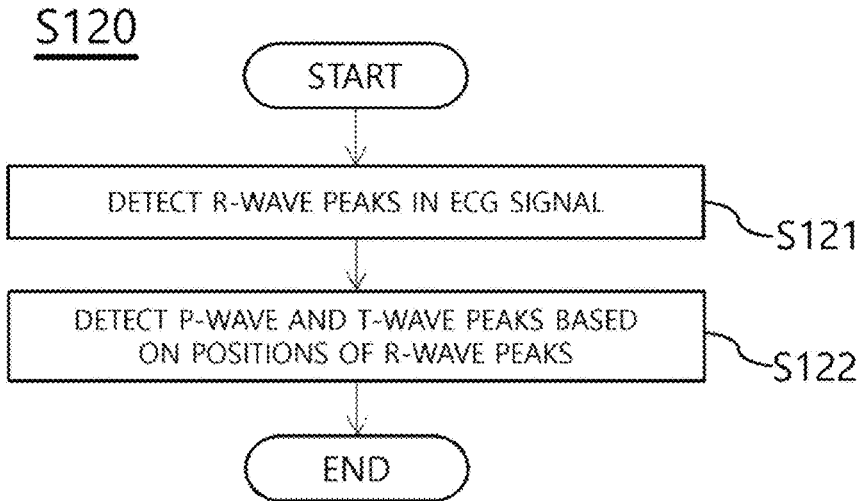 S120
START
DETECT R-WAVE PEAKS IN ECG SIGNAL
S121
DETECT P-WAVE AND T-WAVE PEAKS BASED
ON POSITIONS OF R-WAVE PEAKS
S122
END